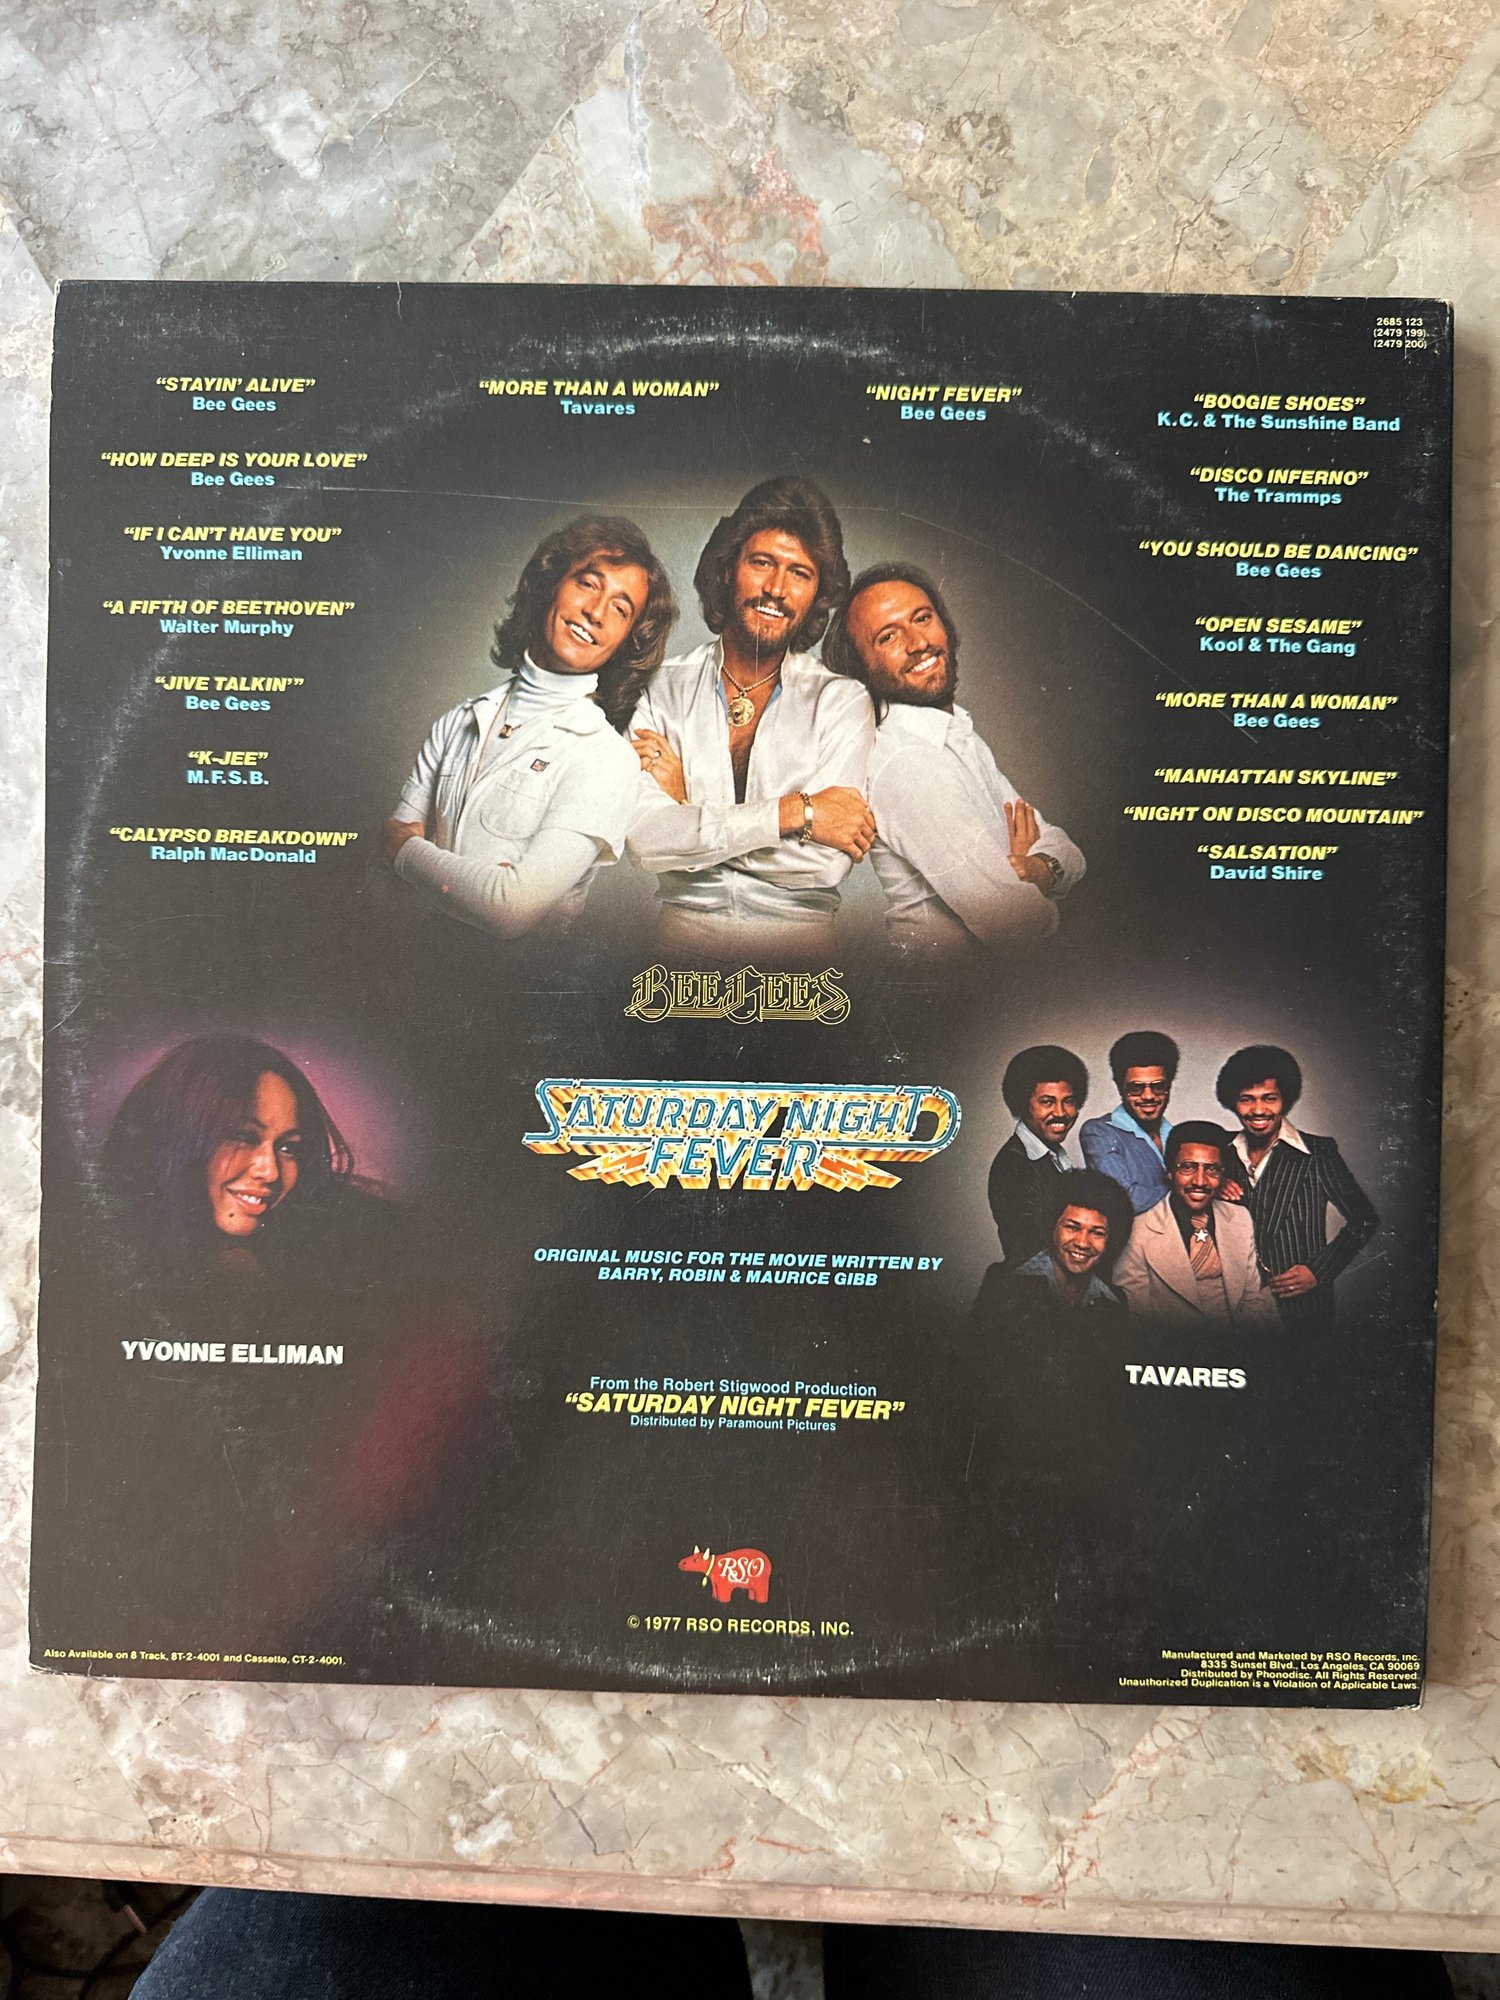 2685 123
(2479 199)
(2479 200)
“STAYIN’ ALIVE”
Bee Gees
“HOW DEEP IS YOUR LOVE”
Bee Gees
“IF I CAN’T HAVE YOU”
Yvonne Elliman
“A FIFTH OF BEETHOVEN”
Walter Murphy
“JIVE TALKIN’”
Bee Gees
“K-JEE”
M.F.S.B.
“CALYPSO BREAKDOWN”
Ralph MacDonald
“MORE THAN A WOMAN”
Tavares
“NIGHT FEVER”
Bee Gees
“BOOGIE SHOES”
K.C. & The Sunshine Band
“DISCO INFERNO”
The Trammps
“YOU SHOULD BE DANCING”
Bee Gees
“OPEN SESAME”
Kool & The Gang
“MORE THAN A WOMAN”
Bee Gees
“MANHATTAN SKYLINE”
“NIGHT ON DISCO MOUNTAIN”
“SALSATION”
David Shire
BEE GEES
SATURDAY NIGHT
FEVER
ORIGINAL MUSIC FOR THE MOVIE WRITTEN BY
BARRY, ROBIN & MAURICE GIBB
YVONNE ELLIMAN
TAVARES
From the Robert Stigwood Production
“SATURDAY NIGHT FEVER”
Distributed by Paramount Pictures
RSO
© 1977 RSO RECORDS, INC.
Also Available on 8 Track, 8T-2-4001 and Cassette, CT-2-4001.
Manufactured and Marketed by RSO Records, Inc.
8335 Sunset Blvd., Los Angeles, CA 90069
Distributed by Phonodisc. All Rights Reserved.
Unauthorized Duplication is a Violation of Applicable Laws.